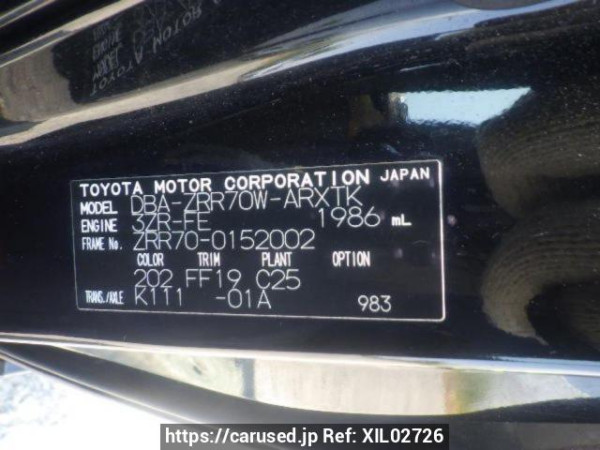 TOYOTA MOTOR CORPORATION JAPAN
MODEL DBA-ZRR70W-ARXTK
ENGINE 3ZR-FE 1986 mL
FRAME No. ZRR70-0152002
COLOR TRIM PLANT OPTION
202 FF19 C25
TRANS./AXLE K111 -01A 983
https://carused.jp Ref: XIL02726